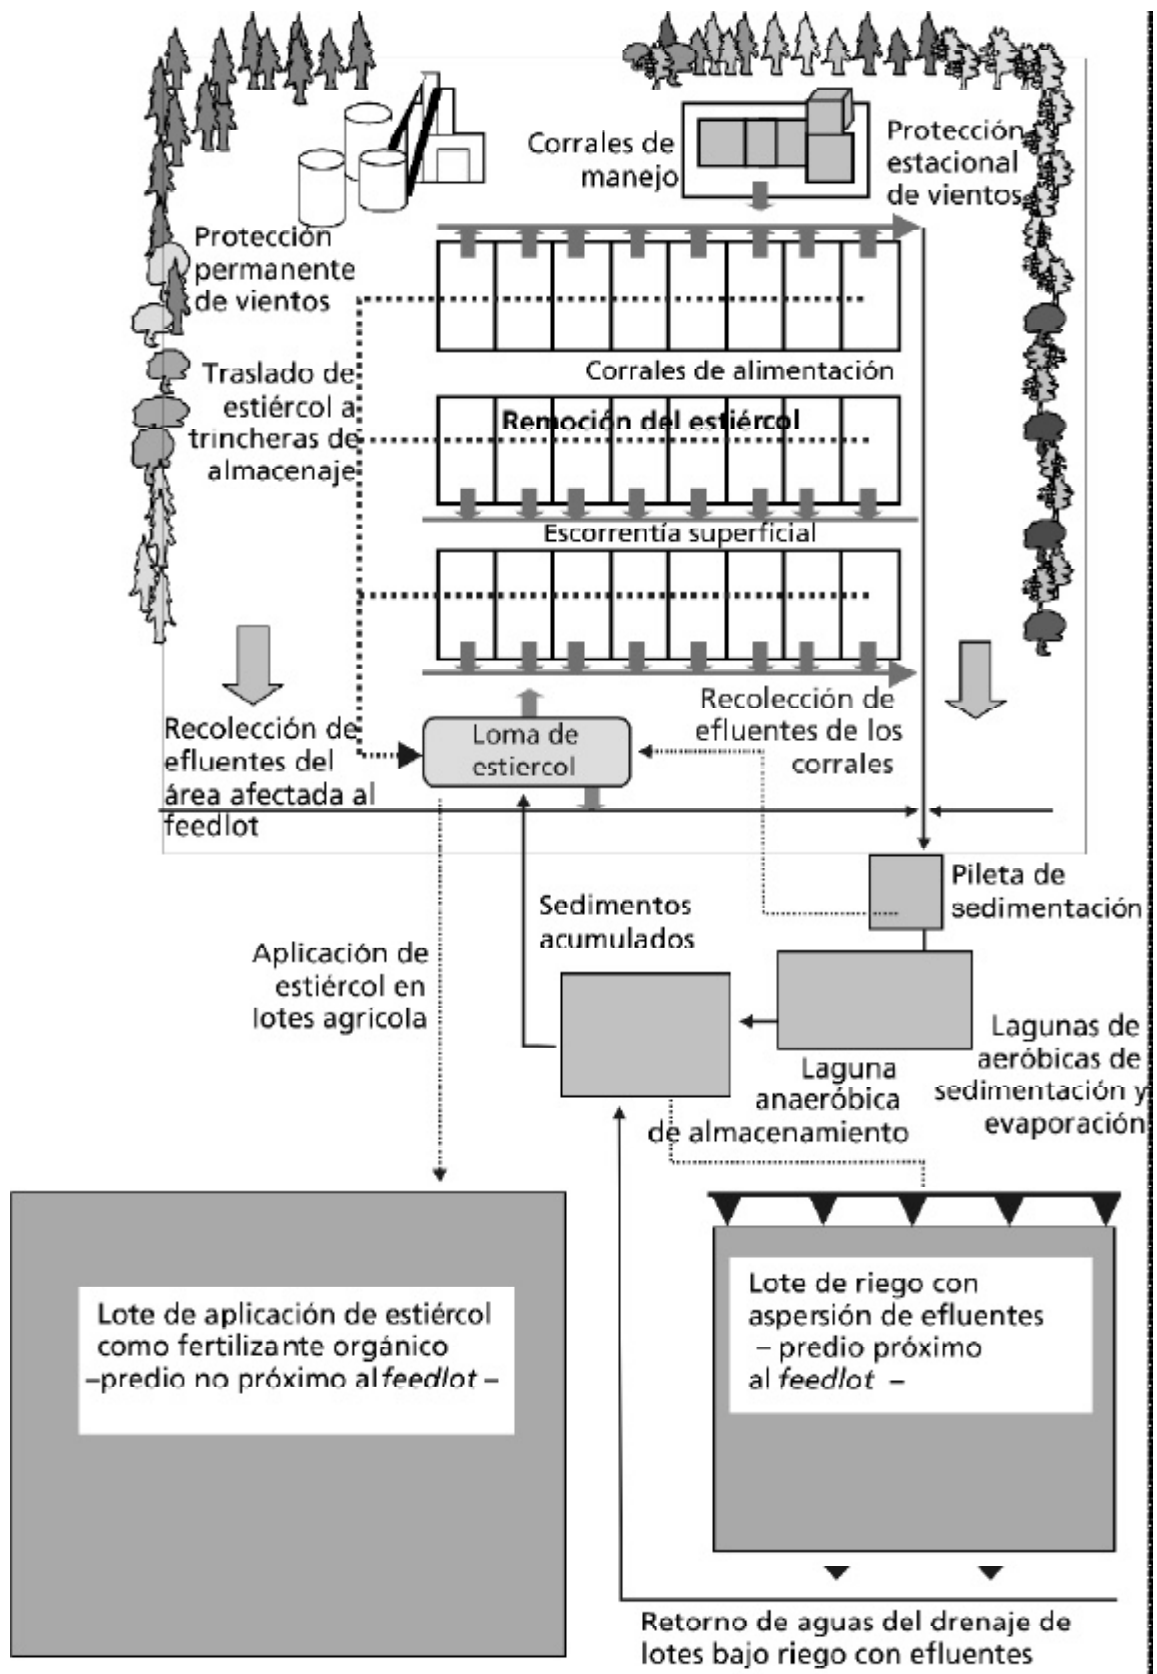 Corrales de
manejo
Protección
estacional
de vientos
Protección
permanente
de vientos
Traslado de
estiércol a
trincheras de
almacenaje
Corrales de alimentación
Remoción del estiércol
Escorrentía superficial
Recolección de
efluentes de los
corrales
Recolección de
efluentes del
área afectada al
feedlot
Loma de
estiercol
Pileta de
sedimentación
Sedimentos
acumulados
Aplicación de
estiércol en
lotes agricola
Lagunas de
aeróbicas de
sedimentación y
evaporación
Laguna
anaeróbica
de almacenamiento
Lote de aplicación de estiércol
como fertilizante orgánico
–predio no próximo al feedlot –
Lote de riego con
aspersión de efluentes
– predio próximo
al feedlot –
Retorno de aguas del drenaje de
lotes bajo riego con efluentes